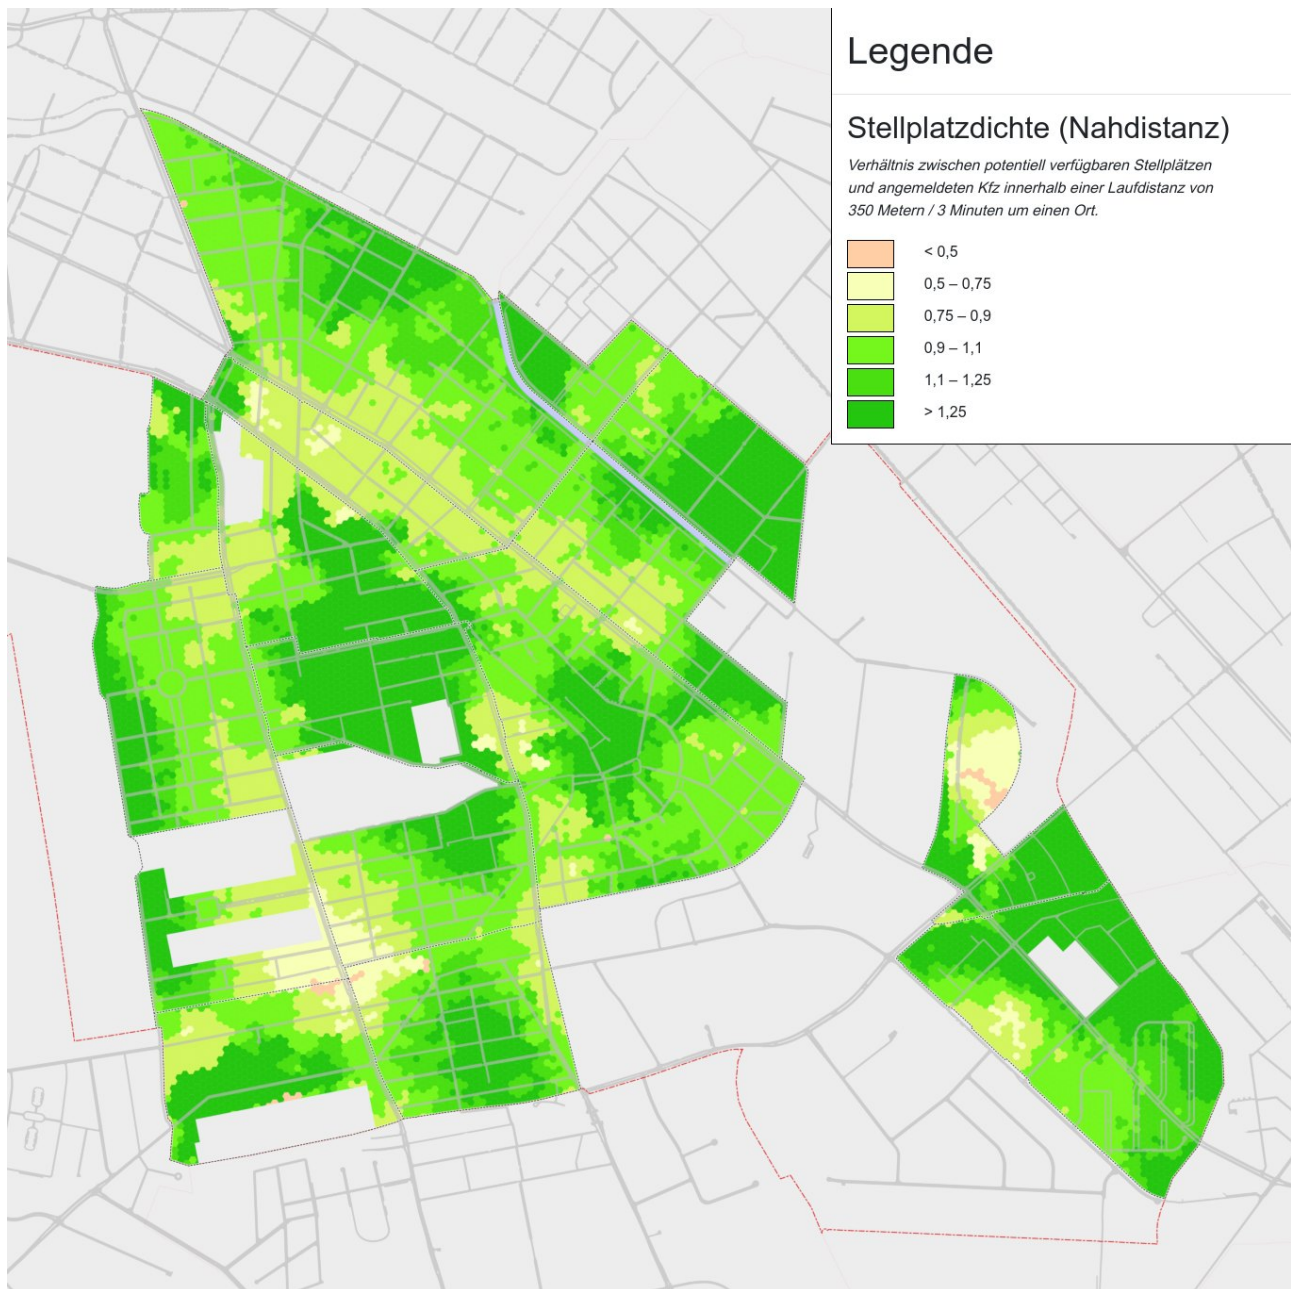 Legende
Stellplatzdichte (Nahdistanz)
Verhältnis zwischen potentiell verfügbaren Stellplätzen
und angemeldeten Kfz innerhalb einer Laufdistanz von
350 Metern / 3 Minuten um einen Ort.
< 0,5
0,5 – 0,75
0,75 – 0,9
0,9 – 1,1
1,1 – 1,25
> 1,25